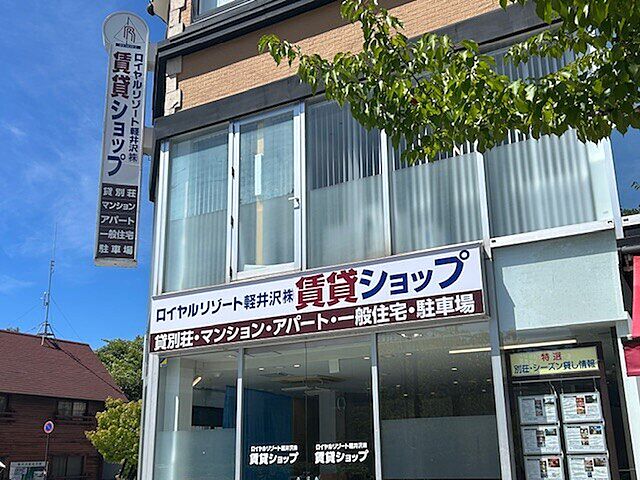 ロイヤルリゾート軽井沢㈱
賃貸ショップ
貸別荘
マンション
アパート
一般住宅
駐車場
ロイヤルリゾート軽井沢㈱ 賃貸ショップ
貸別荘・マンション・アパート・一般住宅・駐車場
特選
別荘・シーズン貸し情報
ロイヤルリゾート軽井沢㈱
賃貸ショップ
ロイヤルリゾート軽井沢㈱
賃貸ショップ